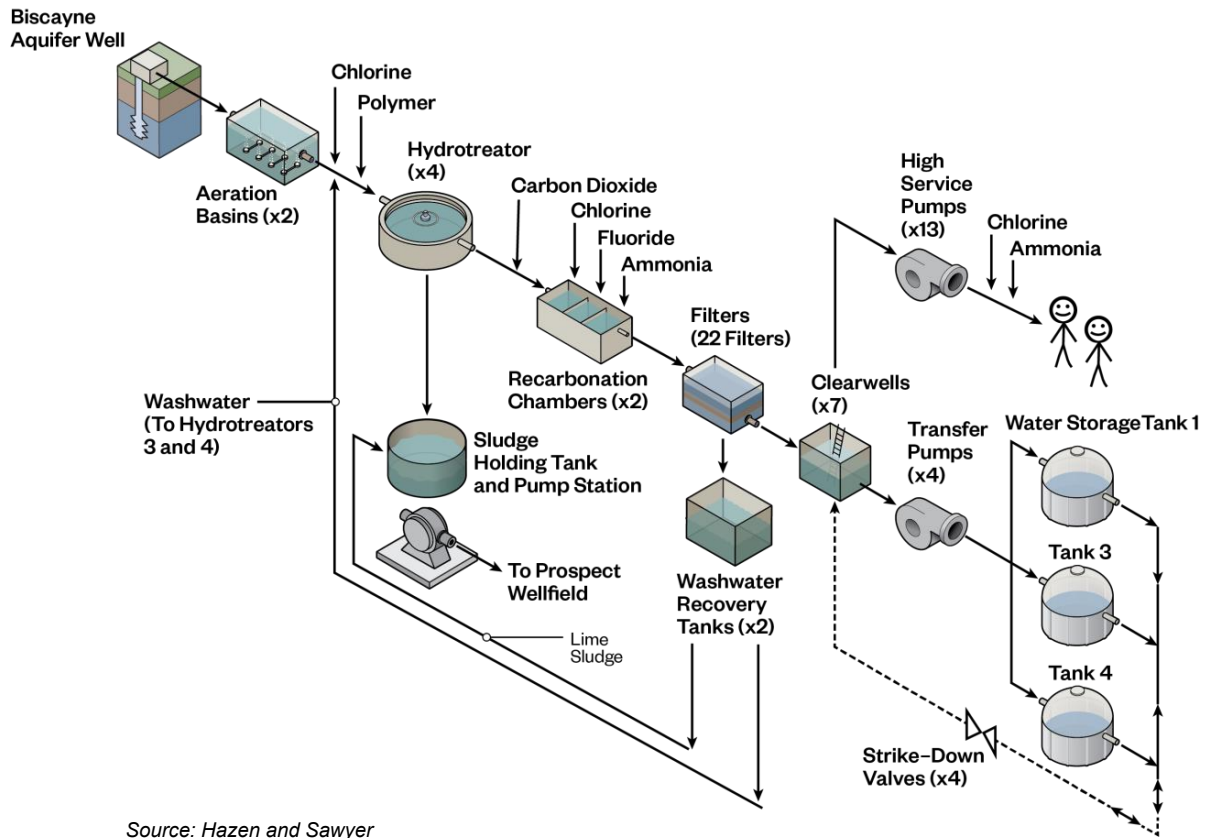 Biscayne
Aquifer Well
Chlorine
Polymer
Aeration
Basins (x2)
Hydrotreator
(x4)
Carbon Dioxide
Chlorine
Fluoride
Ammonia
High
Service
Pumps
(x13)
Chlorine
Ammonia
Filters
(22 Filters)
Recarbonation
Chambers (x2)
Clearwells
(x7)
Washwater
(To Hydrotreators
3 and 4)
Sludge
Holding Tank
and Pump Station
Transfer
Pumps
(x4)
Water Storage Tank 1
Tank 3
Tank 4
To Prospect
Wellfield
Washwater
Recovery
Tanks (x2)
Lime
Sludge
Strike-Down
Valves (x4)
Source: Hazen and Sawyer